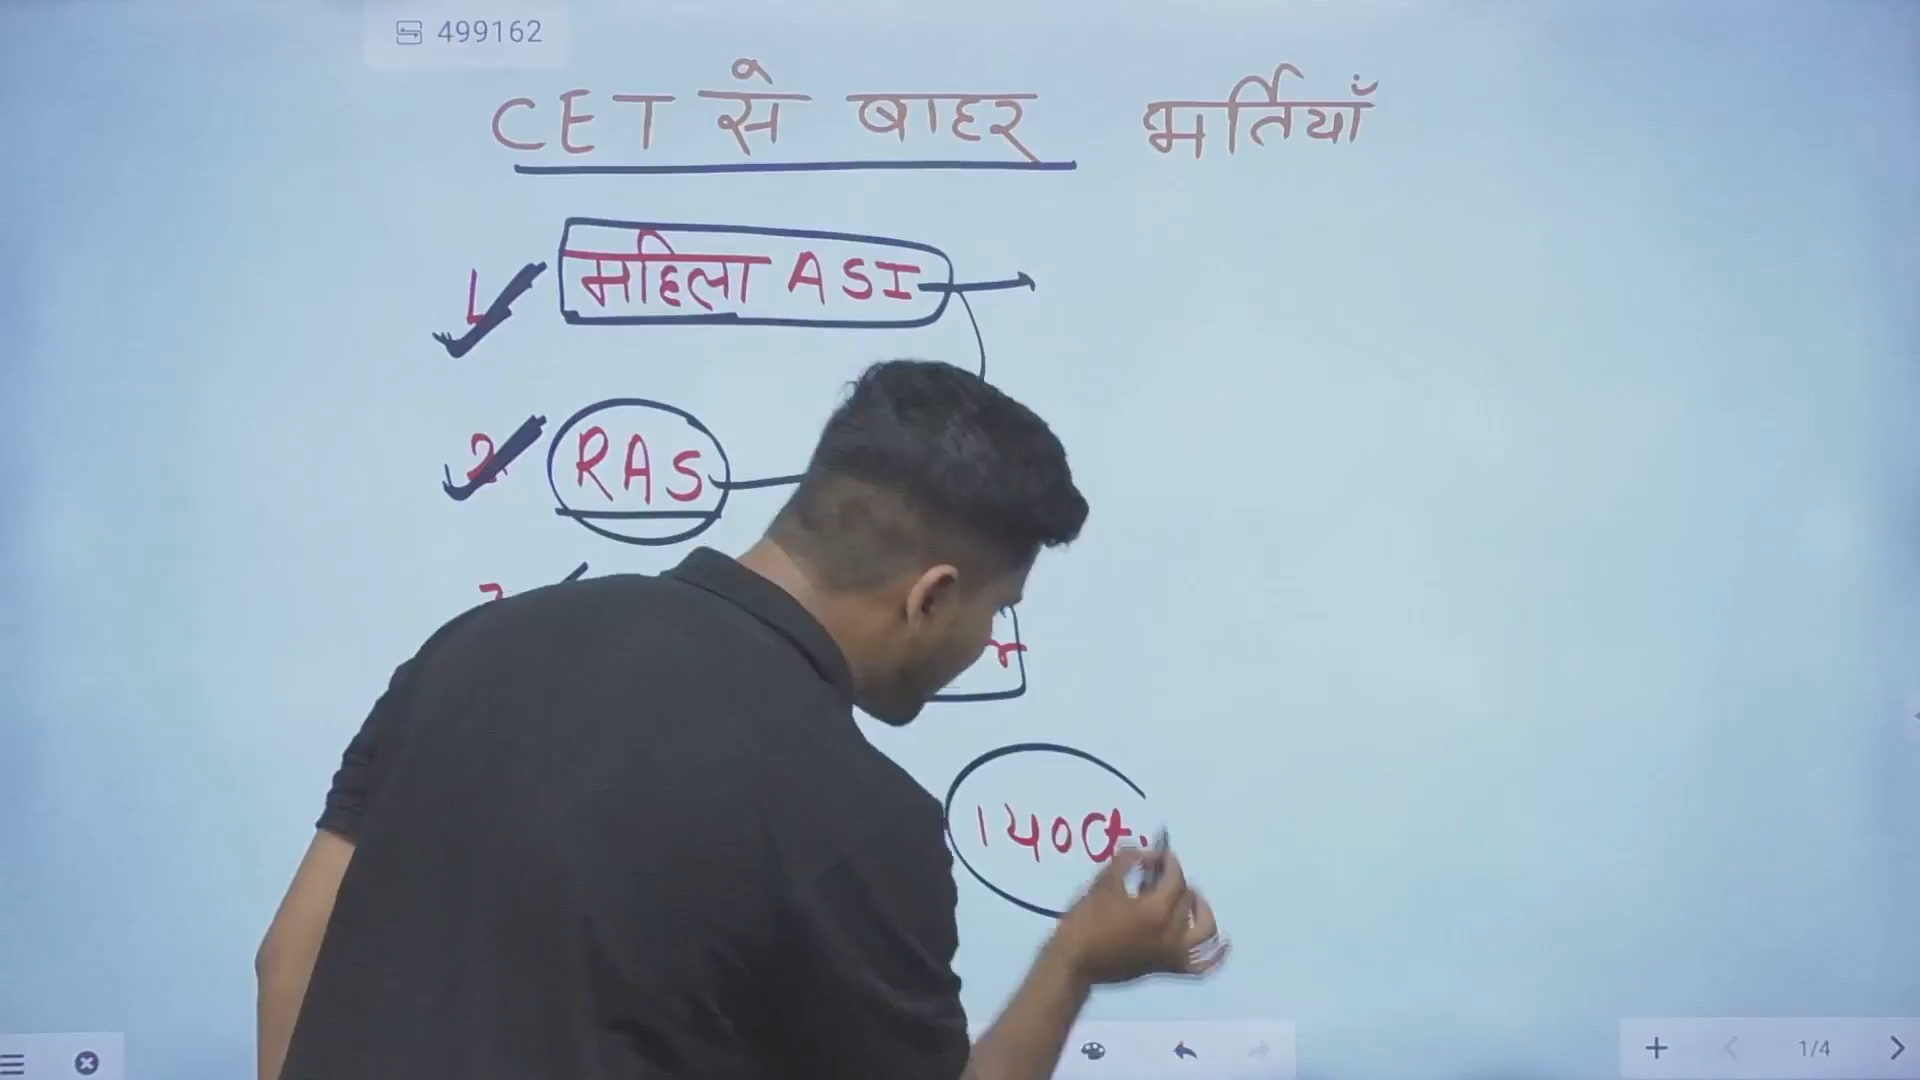 499162
CET से बाहर भर्तियाँ
1 महिला ASI
2 RAS
1/4